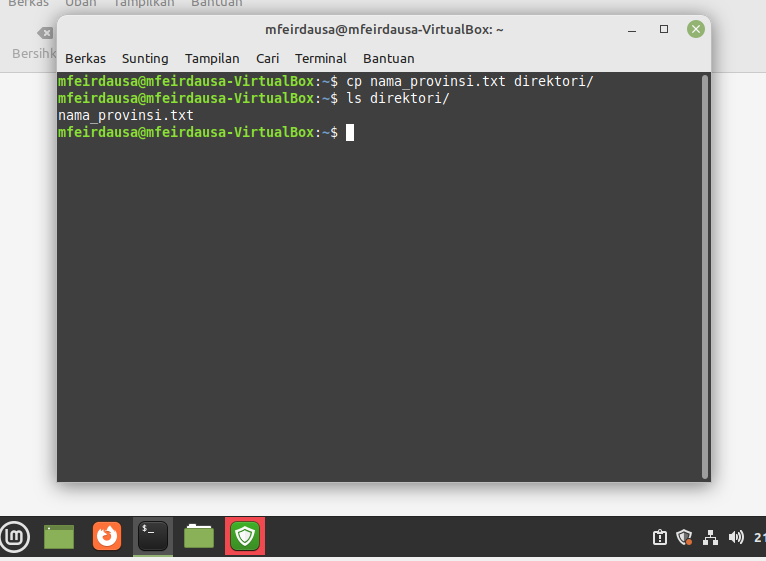 Berkas Ubah Tampilkan Bantuan
mfeirdausa@mfeirdausa-VirtualBox: ~
Bersihk
Berkas Sunting Tampilan Cari Terminal Bantuan
mfeirdausa@mfeirdausa-VirtualBox:~$ cp nama_provinsi.txt direktori/
mfeirdausa@mfeirdausa-VirtualBox:~$ ls direktori/
nama_provinsi.txt
mfeirdausa@mfeirdausa-VirtualBox:~$
$_
21